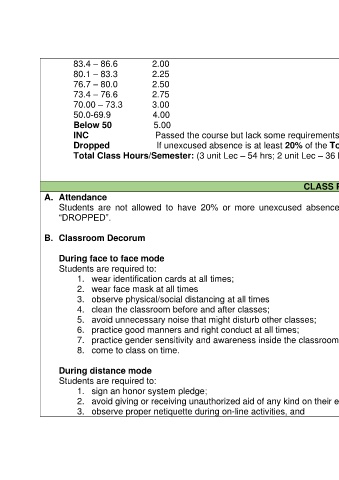 83.4 – 86.6 2.00
80.1 – 83.3 2.25
76.7 – 80.0 2.50
73.4 – 76.6 2.75
70.00 – 73.3 3.00
50.0-69.9 4.00
Below 50 5.00
INC Passed the course but lack some requirements
Dropped If unexcused absence is at least 20% of the
Total Class Hours/Semester: (3 unit Lec – 54 hrs; 2 unit Lec – 36
CLASS
A. Attendance
Students are not allowed to have 20% or more unexcused absence
“DROPPED”.
B. Classroom Decorum
During face to face mode
Students are required to:
1. wear identification cards at all times;
2. wear face mask at all times
3. observe physical/social distancing at all times
4. clean the classroom before and after classes;
5. avoid unnecessary noise that might disturb other classes;
6. practice good manners and right conduct at all times;
7. practice gender sensitivity and awareness inside the classroom
8. come to class on time.
During distance mode
Students are required to:
1. sign an honor system pledge;
2. avoid giving or receiving unauthorized aid of any kind on their
3. observe proper netiquette during on-line activities, and